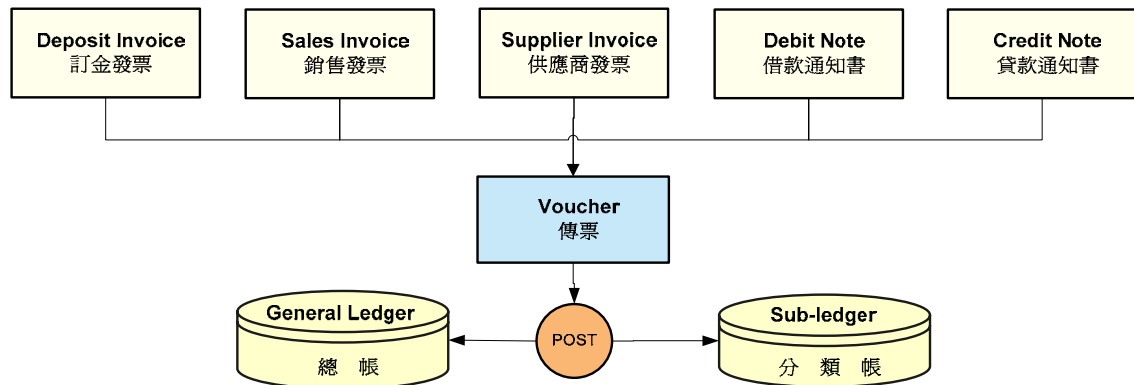 Deposit Invoice
訂金發票
Sales Invoice
銷售發票
Supplier Invoice
供應商發票
Debit Note
借款通知書
Credit Note
貸款通知書
Voucher
傳票
General Ledger
總 帳
POST
Sub-ledger
分 類 帳